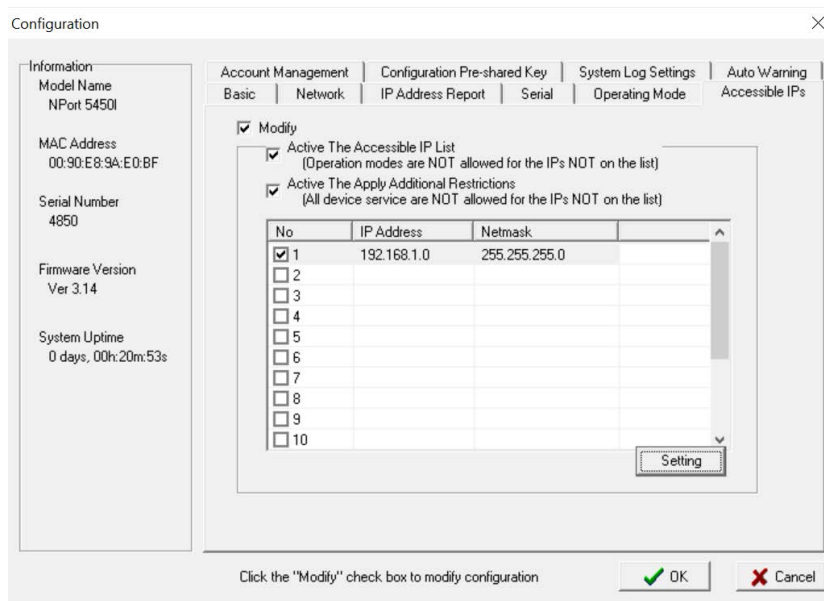 Configuration
Information
Model Name
NPort 5450I
MAC Address
00:90:E8:9A:E0:BF
Serial Number
4850
Firmware Version
Ver 3.14
System Uptime
0 days, 00h:20m:53s
Account Management
Configuration Pre-shared Key
System Log Settings
Auto Warning
Basic
Network
IP Address Report
Serial
Operating Mode
Accessible IPs
Modify
Active The Accessible IP List
(Operation modes are NOT allowed for the IPs NOT on the list)
Active The Apply Additional Restrictions
(All device service are NOT allowed for the IPs NOT on the list)
No IP Address Netmask
1 192.168.1.0 255.255.255.0
2
3
4
5
6
7
8
9
10
Setting
Click the "Modify" check box to modify configuration
OK
Cancel